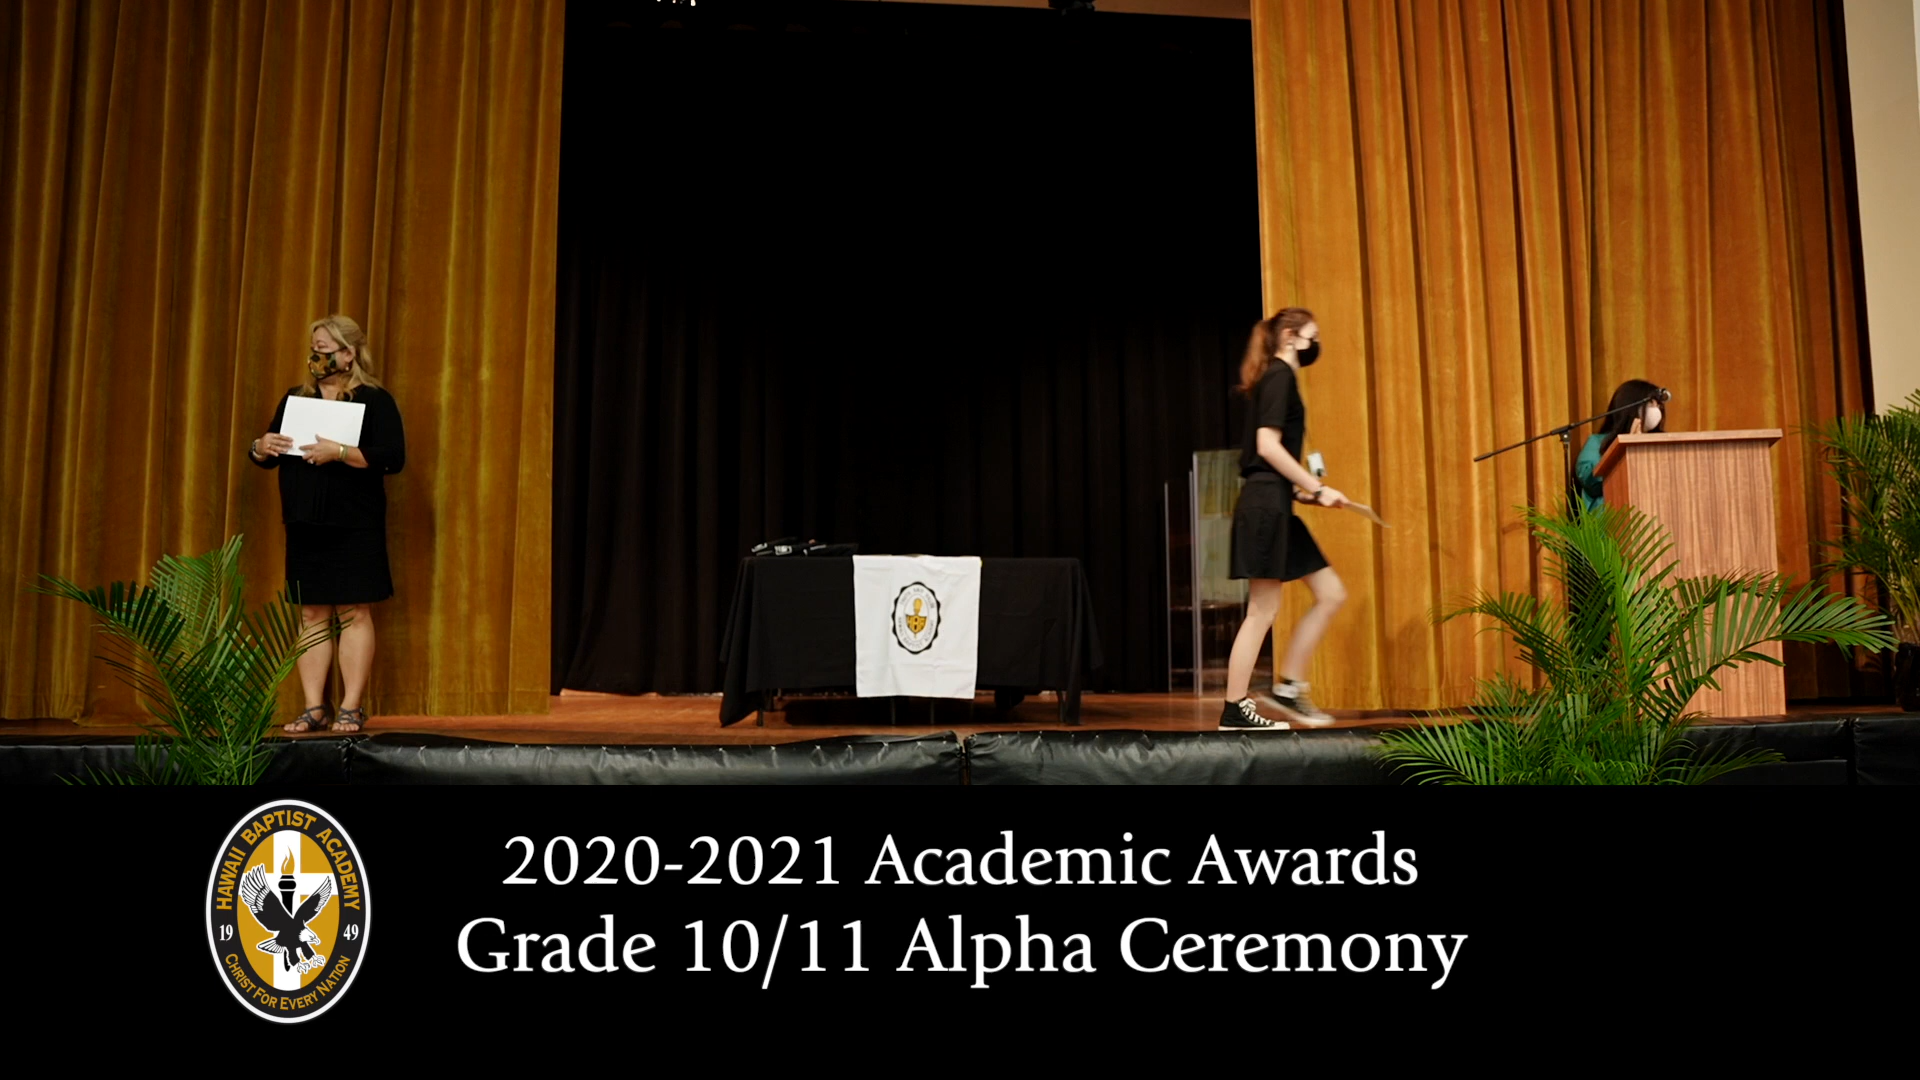 2020-2021 Academic Awards
Grade 10/11 Alpha Ceremony
HAWAII BAPTIST ACADEMY
19 49
CHRIST FOR EVERY NATION